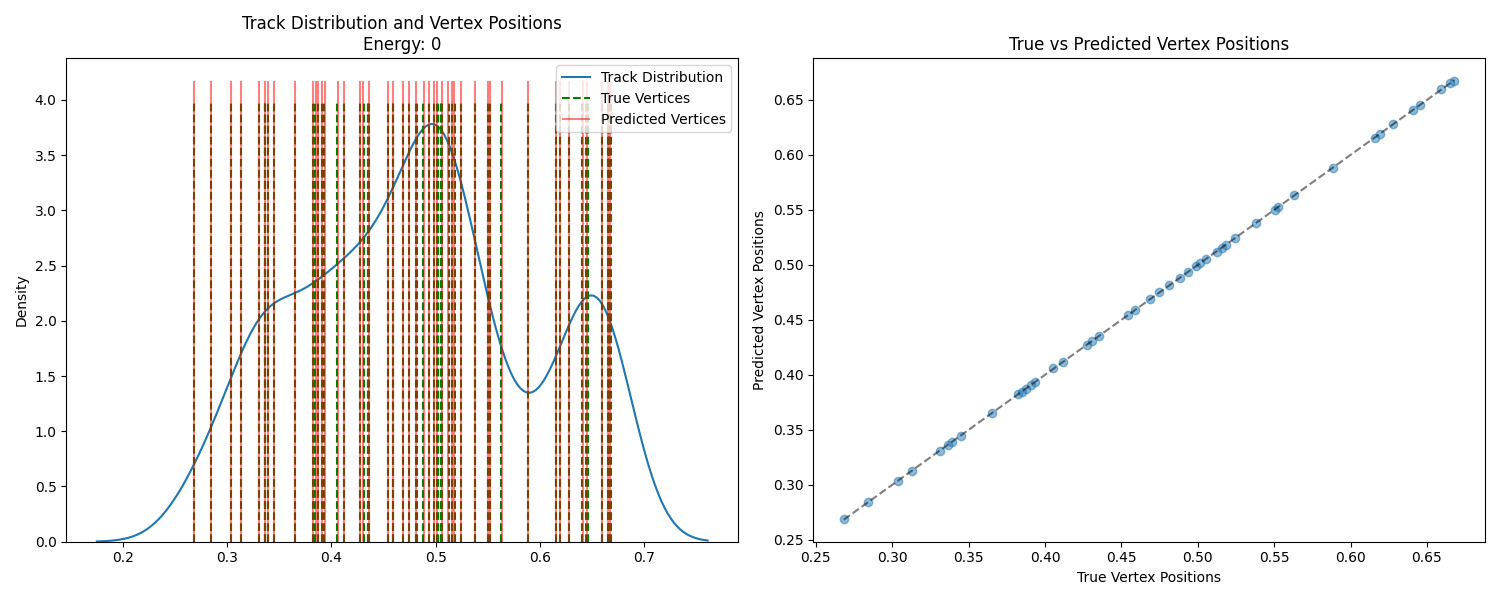 Track Distribution and Vertex Positions
Energy: 0
Track Distribution
True Vertices
Predicted Vertices
Density
4.0
3.5
3.0
2.5
2.0
1.5
1.0
0.5
0.0
0.2 0.3 0.4 0.5 0.6 0.7
True vs Predicted Vertex Positions
Predicted Vertex Positions
0.65
0.60
0.55
0.50
0.45
0.40
0.35
0.30
0.25
0.25 0.30 0.35 0.40 0.45 0.50 0.55 0.60 0.65
True Vertex Positions